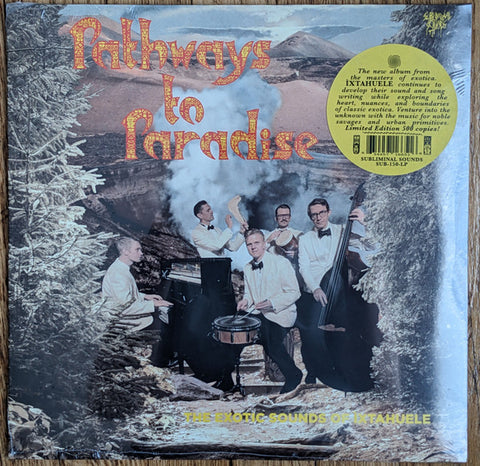 Pathways
to
Paradise
The new album from
the masters of exotica.
ÌXTAHUELE continues to
develop their sound and song
writing while exploring the
heart, nuances, and boundaries
of classic exotica. Venture into the
unknown with the music for noble
savages and urban primitives.
Limited Edition 500 copies!
SUBLIMINAL SOUNDS
SUB-150-LP
THE EXOTIC SOUNDS OF ÌXTAHUELE